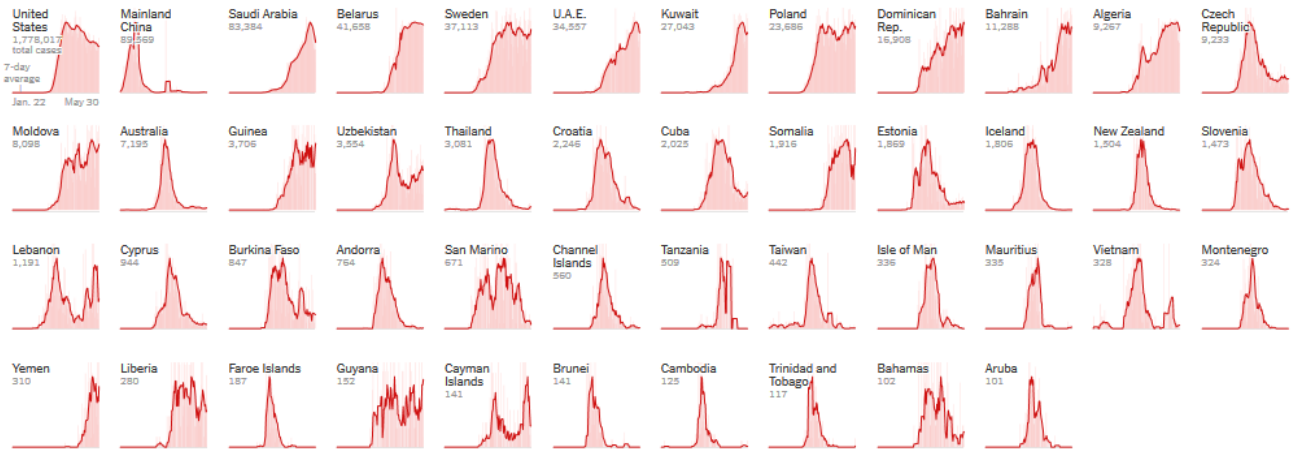 United States
1,778,017 total cases
7-day average
Jan. 22 May 30
Mainland China
89,569
Saudi Arabia
83,384
Belarus
41,658
Sweden
37,113
U.A.E.
34,557
Kuwait
27,043
Poland
23,686
Dominican Rep.
16,908
Bahrain
11,288
Algeria
9,267
Czech Republic
9,233
Moldova
8,098
Australia
7,195
Guinea
3,706
Uzbekistan
3,554
Thailand
3,081
Croatia
2,246
Cuba
2,025
Somalia
1,916
Estonia
1,869
Iceland
1,806
New Zealand
1,504
Slovenia
1,473
Lebanon
1,191
Cyprus
944
Burkina Faso
847
Andorra
764
San Marino
671
Channel Islands
560
Tanzania
509
Taiwan
442
Isle of Man
336
Mauritius
335
Vietnam
328
Montenegro
324
Yemen
310
Liberia
280
Faroe Islands
187
Guyana
152
Cayman Islands
141
Brunei
141
Cambodia
125
Trinidad and Tobago
117
Bahamas
102
Aruba
101